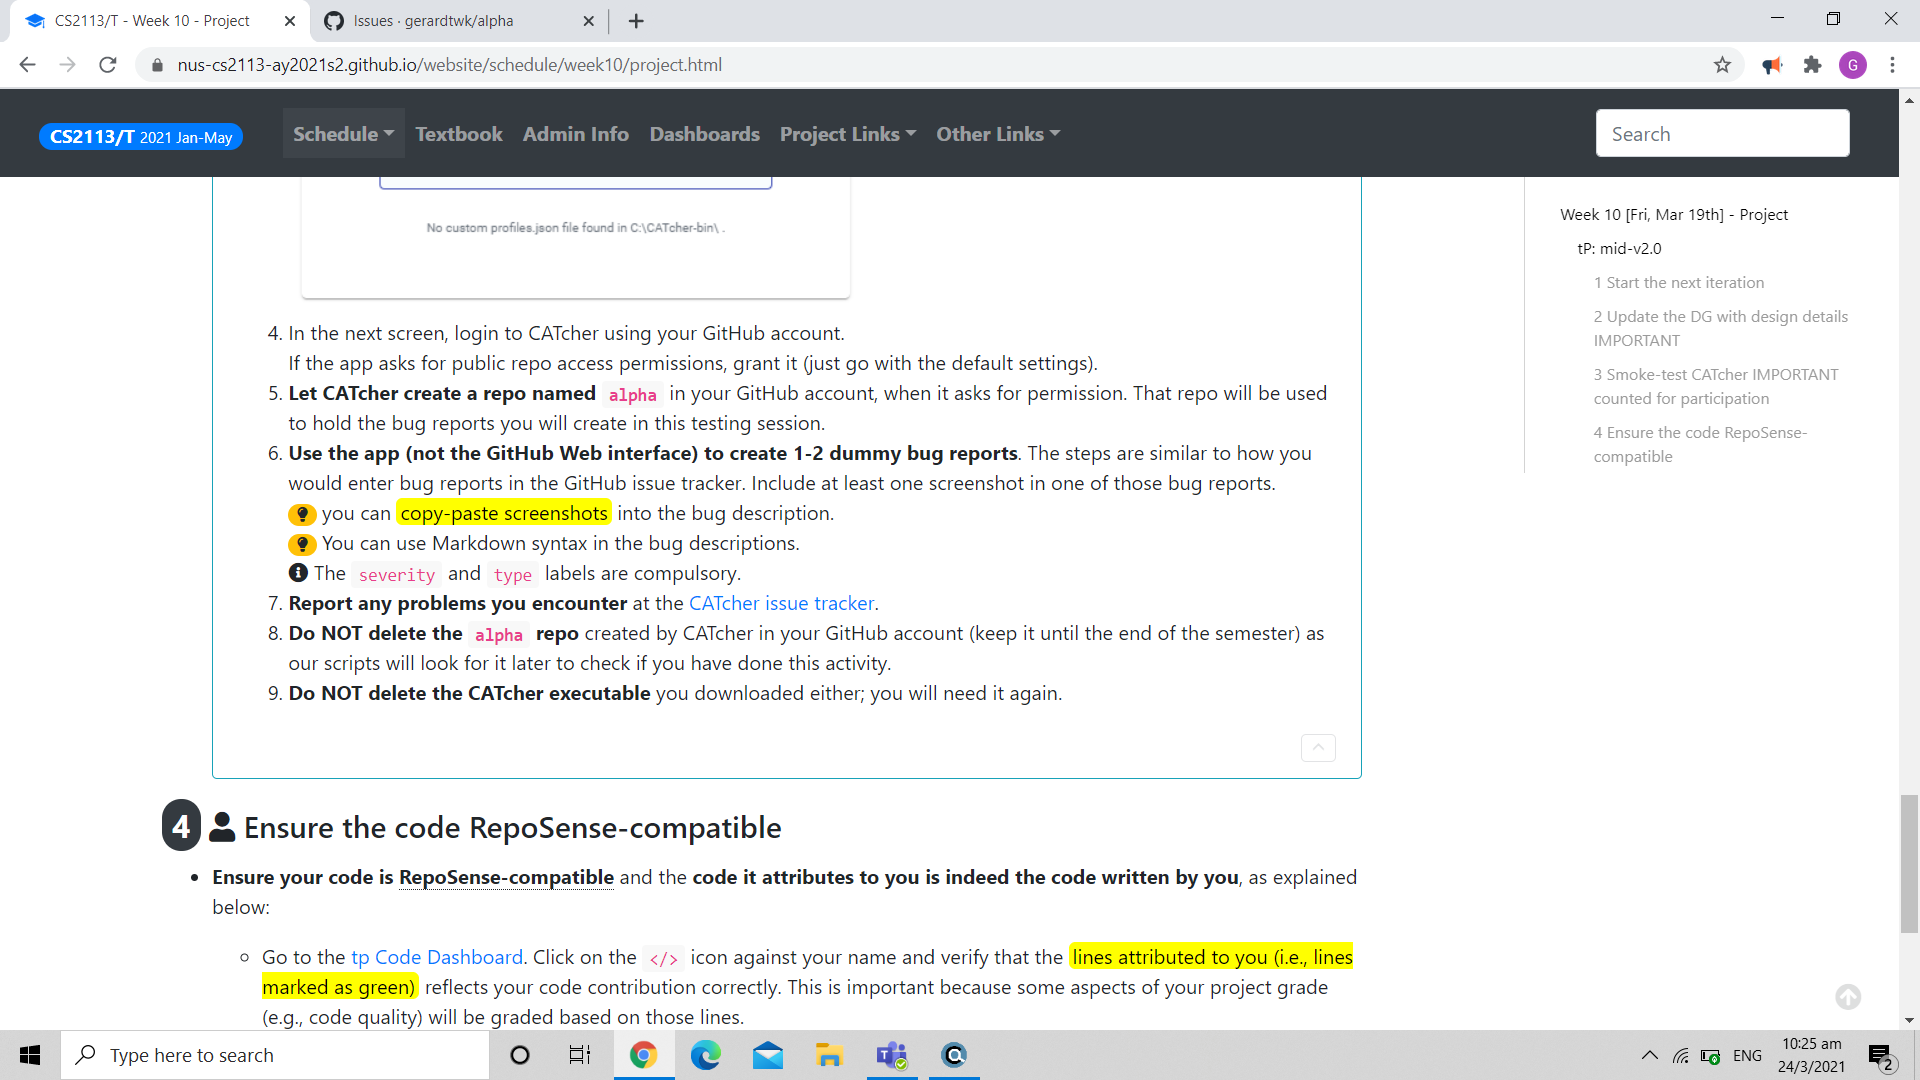 CS2113/T - Week 10 - Project
Issues · gerardtwk/alpha
nus-cs2113-ay2021s2.github.io/website/schedule/week10/project.html
G
CS2113/T 2021 Jan-May
Schedule
Textbook
Admin Info
Dashboards
Project Links
Other Links
Search
No custom profiles.json file found in C:\CATcher-bin\ .
4. In the next screen, login to CATcher using your GitHub account.
If the app asks for public repo access permissions, grant it (just go with the default settings).
5. Let CATcher create a repo named alpha in your GitHub account, when it asks for permission. That repo will be used
to hold the bug reports you will create in this testing session.
6. Use the app (not the GitHub Web interface) to create 1-2 dummy bug reports. The steps are similar to how you
would enter bug reports in the GitHub issue tracker. Include at least one screenshot in one of those bug reports.
you can copy-paste screenshots into the bug description.
You can use Markdown syntax in the bug descriptions.
The severity and type labels are compulsory.
7. Report any problems you encounter at the CATcher issue tracker.
8. Do NOT delete the alpha repo created by CATcher in your GitHub account (keep it until the end of the semester) as
our scripts will look for it later to check if you have done this activity.
9. Do NOT delete the CATcher executable you downloaded either; you will need it again.
4 Ensure the code RepoSense-compatible
• Ensure your code is RepoSense-compatible and the code it attributes to you is indeed the code written by you, as explained
below:
Go to the tp Code Dashboard. Click on the </> icon against your name and verify that the lines attributed to you (i.e., lines
marked as green) reflects your code contribution correctly. This is important because some aspects of your project grade
(e.g., code quality) will be graded based on those lines.
Week 10 [Fri, Mar 19th] - Project
tP: mid-v2.0
1 Start the next iteration
2 Update the DG with design details
IMPORTANT
3 Smoke-test CATcher IMPORTANT
counted for participation
4 Ensure the code RepoSense-
compatible
Type here to search
ENG
10:25 am
24/3/2021
2